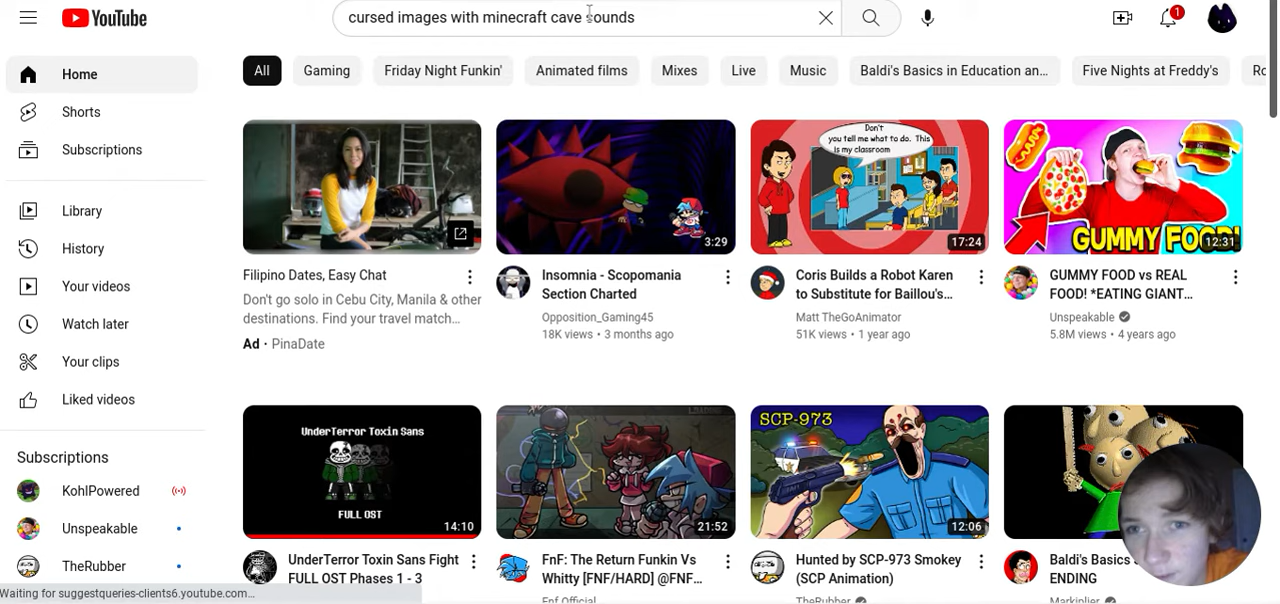 YouTube
cursed images with minecraft cave sounds
1
Home
Shorts
Subscriptions
Library
History
Your videos
Watch later
Your clips
Liked videos
Subscriptions
KohlPowered
Unspeakable
TheRubber
All
Gaming
Friday Night Funkin'
Animated films
Mixes
Live
Music
Baldi's Basics in Education an...
Five Nights at Freddy's
Filipino Dates, Easy Chat
Don't go solo in Cebu City, Manila & other
destinations. Find your travel match...
Ad · PinaDate
3:29
Insomnia - Scopomania
Section Charted
Opposition_Gaming45
18K views • 3 months ago
Don't
you tell me what to do. This
is my classroom
17:24
Coris Builds a Robot Karen
to Substitute for Baillou's...
Matt TheGoAnimator
51K views • 1 year ago
GUMMY FOOD!
12:31
GUMMY FOOD vs REAL
FOOD! *EATING GIANT...
Unspeakable
5.8M views • 4 years ago
UnderTerror Toxin Sans
FULL OST
14:10
UnderTerror Toxin Sans Fight
FULL OST Phases 1 - 3
21:52
FnF: The Return Funkin Vs
Whitty [FNF/HARD] @FNF...
Fnf Official
SCP-973
12:06
Hunted by SCP-973 Smokey
(SCP Animation)
TheRubber
Baldi's Basics
ENDING
Markiplier
Waiting for suggestqueries-clients6.youtube.com...